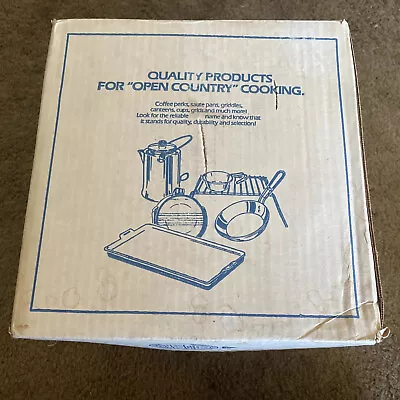 QUALITY PRODUCTS
FOR "OPEN COUNTRY" COOKING.
Coffee perks, saute pans, griddles,
canteens, cups, grids and much more!
Look for the reliable name and know that
it stands for quality, durability and selection!